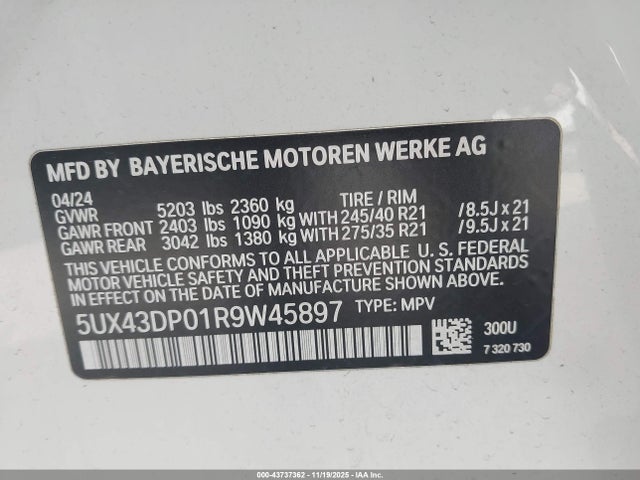 MFD BY BAYERISCHE MOTOREN WERKE AG
04/24
GVWR 5203 lbs 2360 kg TIRE / RIM
GAWR FRONT 2403 lbs 1090 kg WITH 245/40 R21 /8.5J x 21
GAWR REAR 3042 lbs 1380 kg WITH 275/35 R21 /9.5J x 21
THIS VEHICLE CONFORMS TO ALL APPLICABLE U. S. FEDERAL
MOTOR VEHICLE SAFETY AND THEFT PREVENTION STANDARDS
IN EFFECT ON THE DATE OF MANUFACTURE SHOWN ABOVE.
5UX43DP01R9W45897 TYPE: MPV
300U
7 320 730
000-43737362 - 11/19/2025 - IAAHOLDINGS LLC